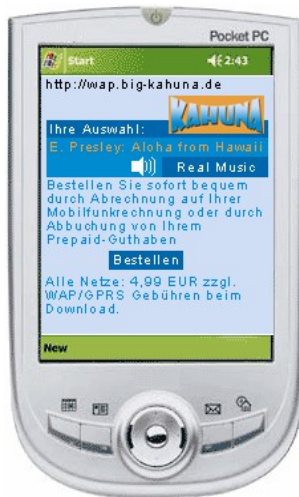 Pocket PC
Start 2:43
http://wap.big-kahuna.de
KAHUNA
Ihre Auswahl:
E. Presley: Aloha from Hawaii
Real Music
Bestellen Sie sofort bequem
durch Abrechnung auf Ihrer
Mobilfunkrechnung oder durch
Abbuchung von Ihrem
Prepaid-Guthaben
Bestellen
Alle Netze: 4,99 EUR zzgl.
WAP/GPRS Gebühren beim
Download.
New